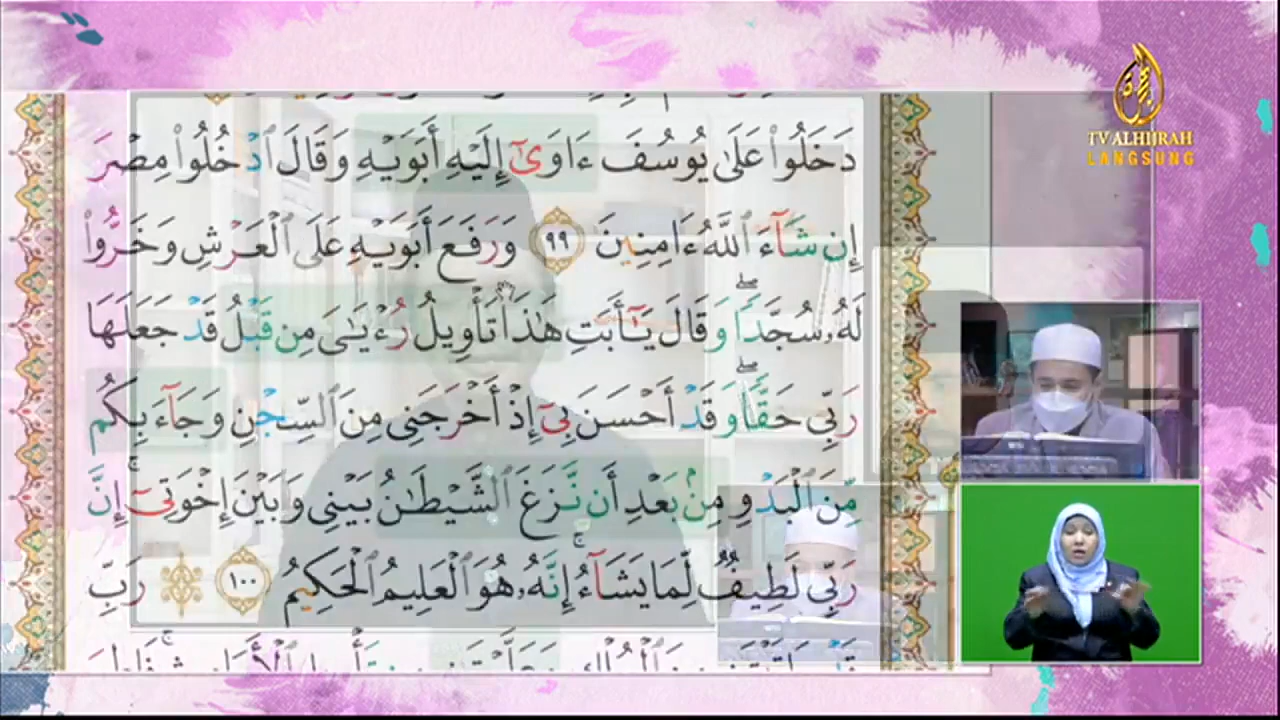 دَخَلُوا۟ عَلَىٰ يُوسُفَ ءَاوَىٰٓ إِلَيْهِ أَبَوَيْهِ وَقَالَ ٱدْخُلُوا۟ مِصْرَ
إِن شَآءَ ٱللَّهُ ءَامِنِينَ ٩٩ وَرَفَعَ أَبَوَيْهِ عَلَى ٱلْعَرْشِ وَخَرُّوا۟
لَهُۥ سُجَّدًاۖ وَقَالَ يَـٰٓأَبَتِ هَـٰذَا تَأْوِيلُ رُءْيَـٰىَ مِن قَبْلُ قَدْ جَعَلَهَا
رَبِّى حَقًّاۖ وَقَدْ أَحْسَنَ بِىٓ إِذْ أَخْرَجَنِى مِنَ ٱلسِّجْنِ وَجَآءَ بِكُم
مِّنَ ٱلْبَدْوِ مِنۢ بَعْدِ أَن نَّزَغَ ٱلشَّيْطَـٰنُ بَيْنِى وَبَيْنَ إِخْوَتِىٓۚ إِنَّ
رَبِّى لَطِيفٌ لِّمَا يَشَآءُۚ إِنَّهُۥ هُوَ ٱلْعَلِيمُ ٱلْحَكِيمُ ١٠٠ رَبِّ
TV ALHIJRAH
LANGSUNG